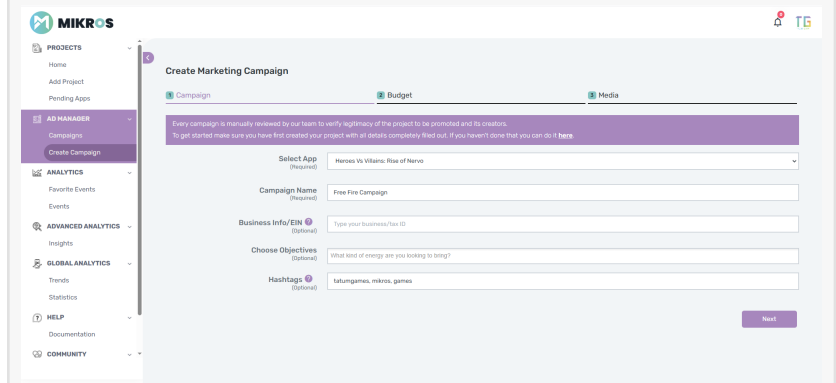 MIKROS
3
TG
PROJECTS
Home
Add Project
Pending Apps
AD MANAGER
Campaigns
Create Campaign
ANALYTICS
Favorite Events
Events
ADVANCED ANALYTICS
Insights
GLOBAL ANALYTICS
Trends
Statistics
HELP
Documentation
COMMUNITY
Create Marketing Campaign
1 Campaign
2 Budget
3 Media
Every campaign is manually reviewed by our team to verify legitimacy of the project to be promoted and its creators.
To get started make sure you have first created your project with all details completely filled out. If you haven't done that you can do it here.
Select App
(Required)
Heroes Vs Villains: Rise of Nervo
Campaign Name
(Required)
Free Fire Campaign
Business Info/EIN ?
(Optional)
Type your business/tax ID
Choose Objectives
(Optional)
What kind of energy are you looking to bring?
Hashtags ?
(Optional)
tatumgames, mikros, games
Next